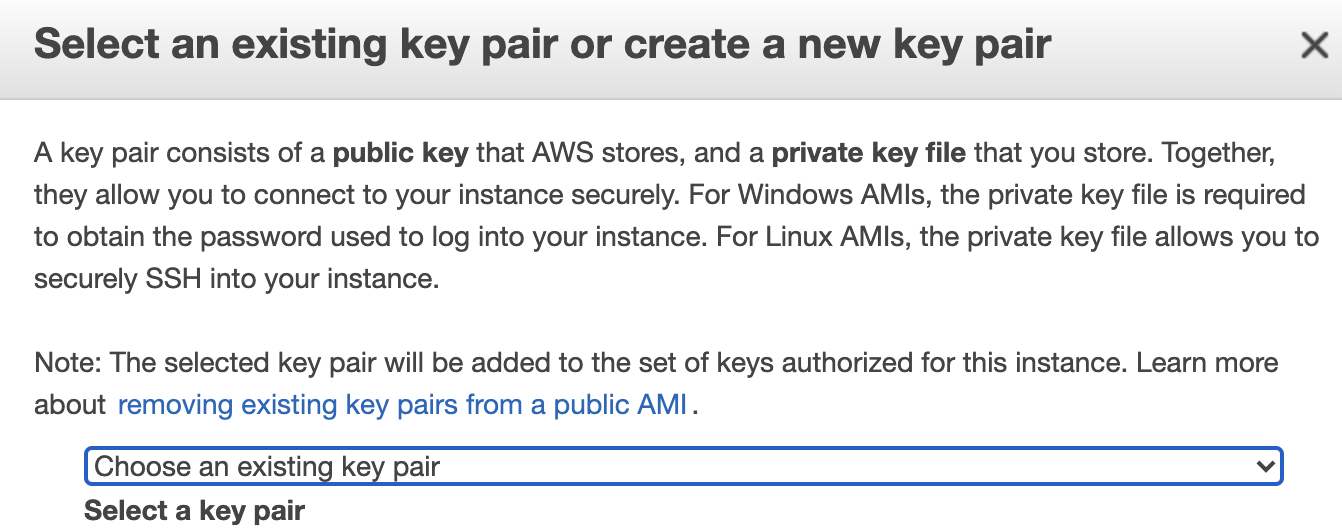 Select an existing key pair or create a new key pair
A key pair consists of a public key that AWS stores, and a private key file that you store. Together,
they allow you to connect to your instance securely. For Windows AMIs, the private key file is required
to obtain the password used to log into your instance. For Linux AMIs, the private key file allows you to
securely SSH into your instance.
Note: The selected key pair will be added to the set of keys authorized for this instance. Learn more
about removing existing key pairs from a public AMI .
Choose an existing key pair
Select a key pair